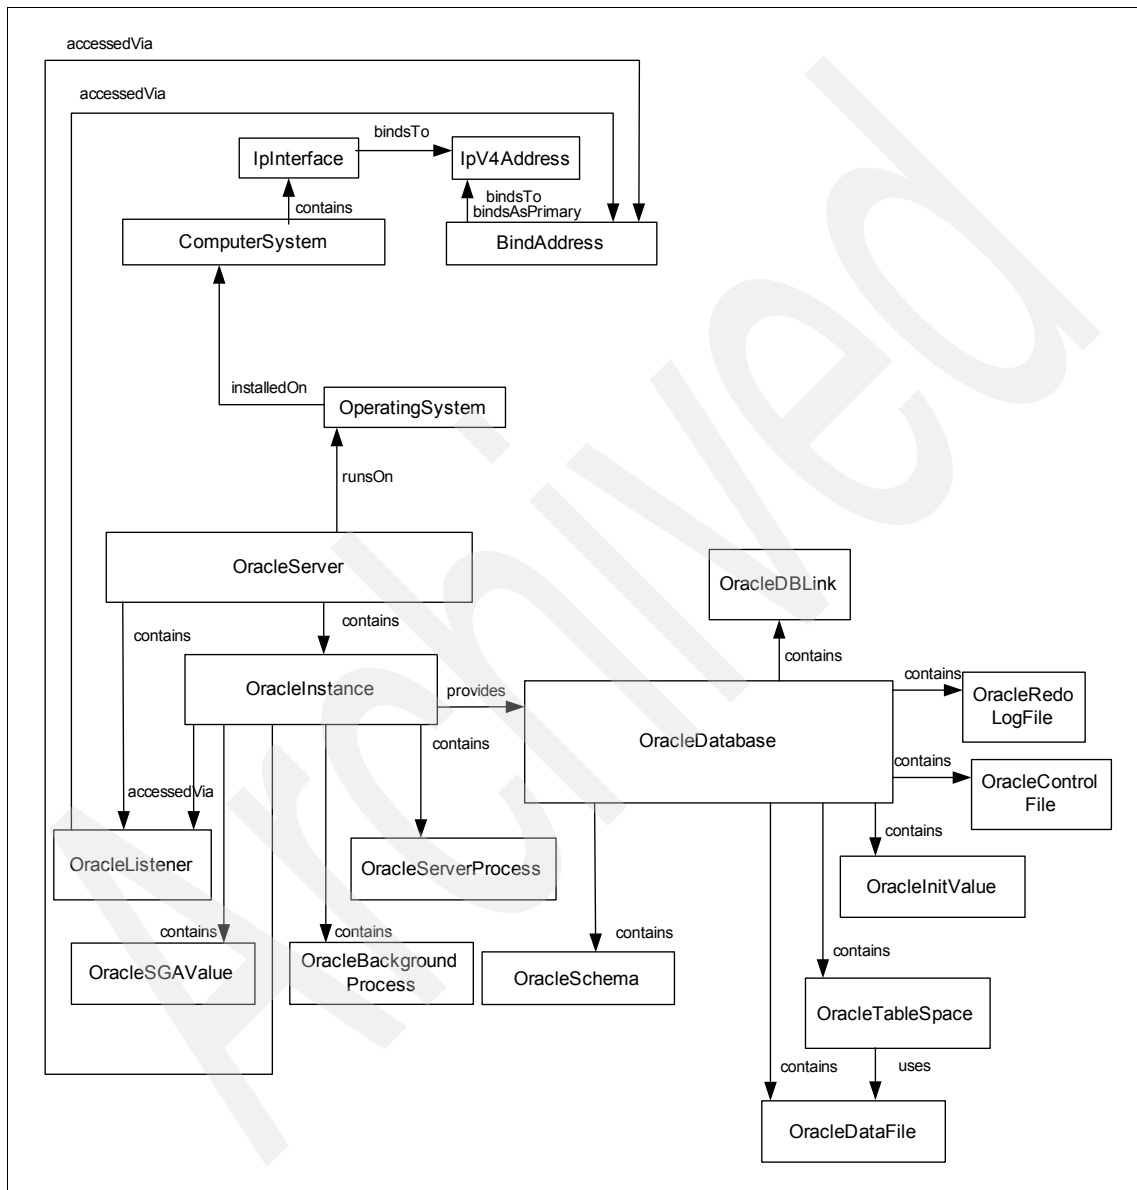 accessedVia
accessedVia
bindsTo
IpInterface
IpV4Address
bindsTo
bindsAsPrimary
contains
ComputerSystem
BindAddress
installedOn
OperatingSystem
runsOn
OracleServer
OracleDBLink
contains
contains
contains
OracleInstance
provides
contains
OracleRedo
LogFile
OracleDatabase
contains
contains
OracleControl
File
accessedVia
contains
OracleListener
OracleServerProcess
OracleInitValue
contains
contains
contains
contains
OracleSGAValue
OracleBackground
Process
OracleSchema
OracleTableSpace
contains
uses
OracleDataFile
Archived